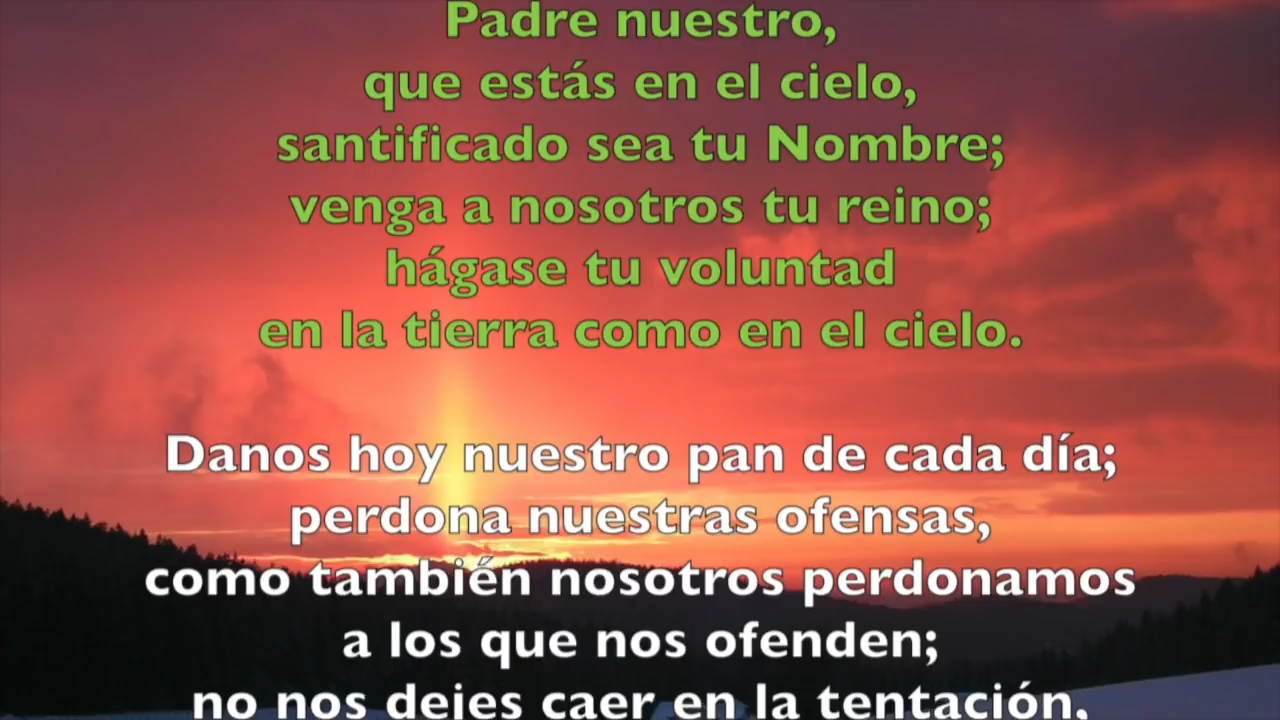 Padre nuestro,
que estás en el cielo,
santificado sea tu Nombre;
venga a nosotros tu reino;
hágase tu voluntad
en la tierra como en el cielo.
Danos hoy nuestro pan de cada día;
perdona nuestras ofensas,
como también nosotros perdonamos
a los que nos ofenden;
no nos dejes caer en la tentación,